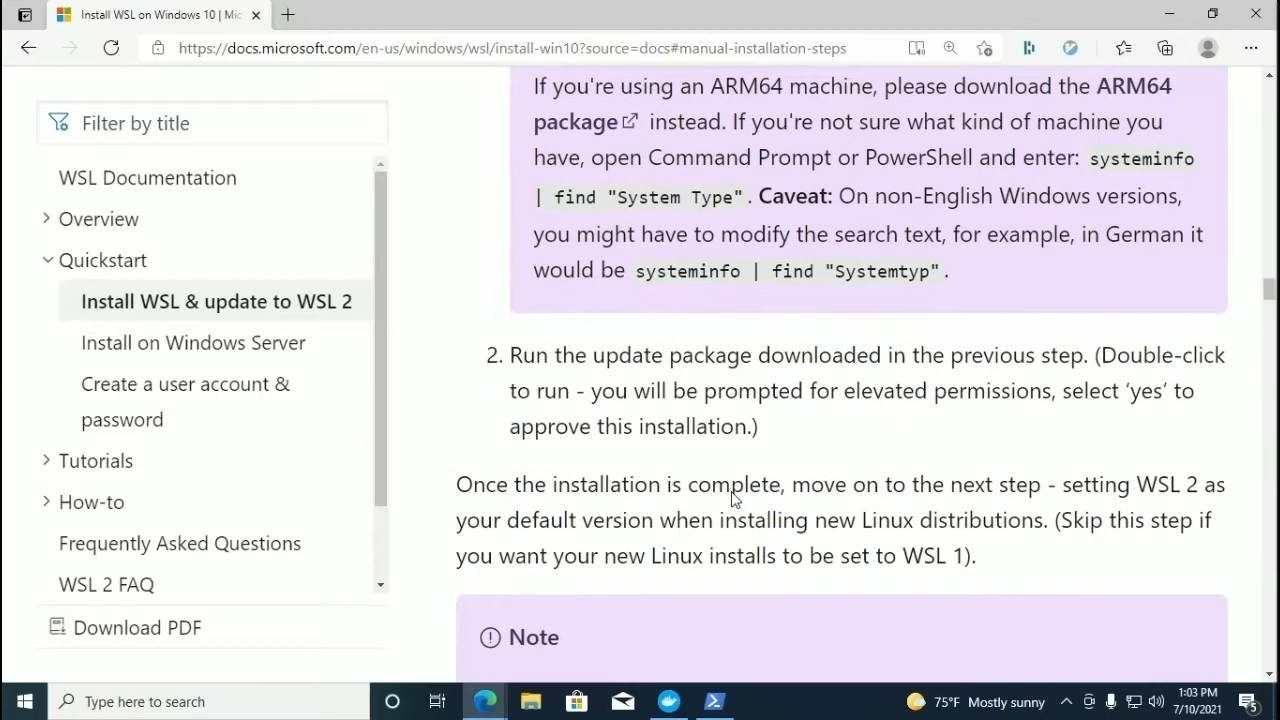 Install WSL on Windows 10 | Mic
https://docs.microsoft.com/en-us/windows/wsl/install-win10?source=docs#manual-installation-steps
Filter by title
WSL Documentation
Overview
Quickstart
Install WSL & update to WSL 2
Install on Windows Server
Create a user account &
password
Tutorials
How-to
Frequently Asked Questions
WSL 2 FAQ
Download PDF
If you're using an ARM64 machine, please download the ARM64
package instead. If you're not sure what kind of machine you
have, open Command Prompt or PowerShell and enter: systeminfo
| find "System Type". Caveat: On non-English Windows versions,
you might have to modify the search text, for example, in German it
would be systeminfo | find "Systemtyp".
2. Run the update package downloaded in the previous step. (Double-click
to run - you will be prompted for elevated permissions, select ‘yes’ to
approve this installation.)
Once the installation is complete, move on to the next step - setting WSL 2 as
your default version when installing new Linux distributions. (Skip this step if
you want your new Linux installs to be set to WSL 1).
Note
Type here to search
75°F Mostly sunny
1:03 PM
7/10/2021
5